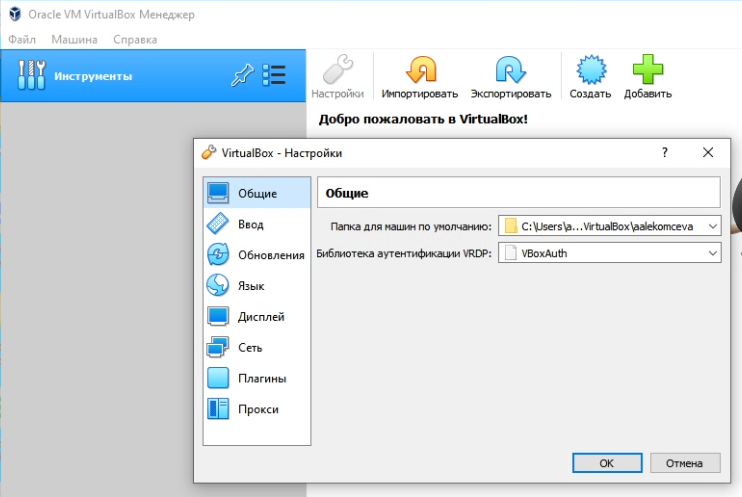 Oracle VM VirtualBox Менеджер
Файл Машина Справка
Инструменты
Настройки Импортировать Экспортировать Создать Добавить
Добро пожаловать в VirtualBox!
VirtualBox - Настройки ?
Общие
Ввод
Обновления
Язык
Дисплей
Сеть
Плагины
Прокси
Общие
Папка для машин по умолчанию: C:\Users\a...VirtualBox\aalekomceva
Библиотека аутентификации VRDP: VBoxAuth
OK Отмена